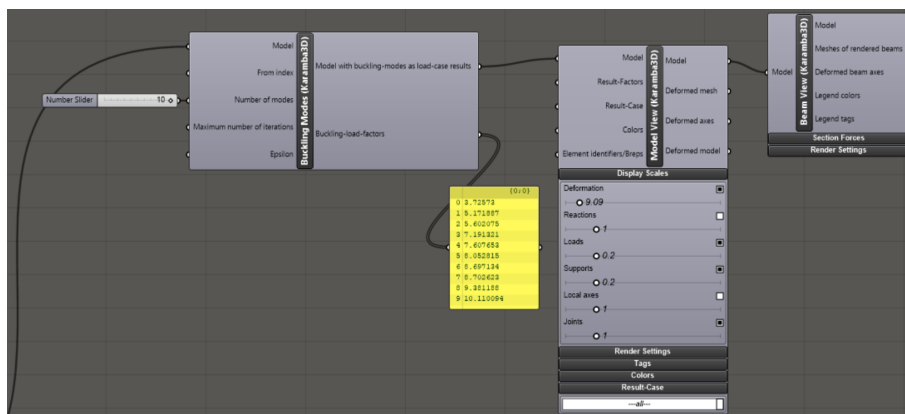 Number Slider
10
Model
From index
Number of modes
Maximum number of iterations
Epsilon
Buckling Modes (Karamba3D)
Model with buckling-modes as load-case results
Buckling-load-factors
{0;0}
0 3.72573
1 5.171887
2 5.602075
3 7.191321
4 7.607653
5 8.052815
6 8.697134
7 8.702623
8 9.381188
9 10.110094
Model
Result-Factors
Result-Case
Colors
Element identifiers/Breps
Model View (Karamba3D)
Model
Deformed mesh
Deformed axes
Deformed model
Display Scales
Deformation
9.09
Reactions
1
Loads
0.2
Supports
0.2
Local axes
1
Joints
1
Render Settings
Tags
Colors
Result-Case
---all---
Model
Beam View (Karamba3D)
Model
Meshes of rendered beams
Deformed beam axes
Legend colors
Legend tags
Section Forces
Render Settings